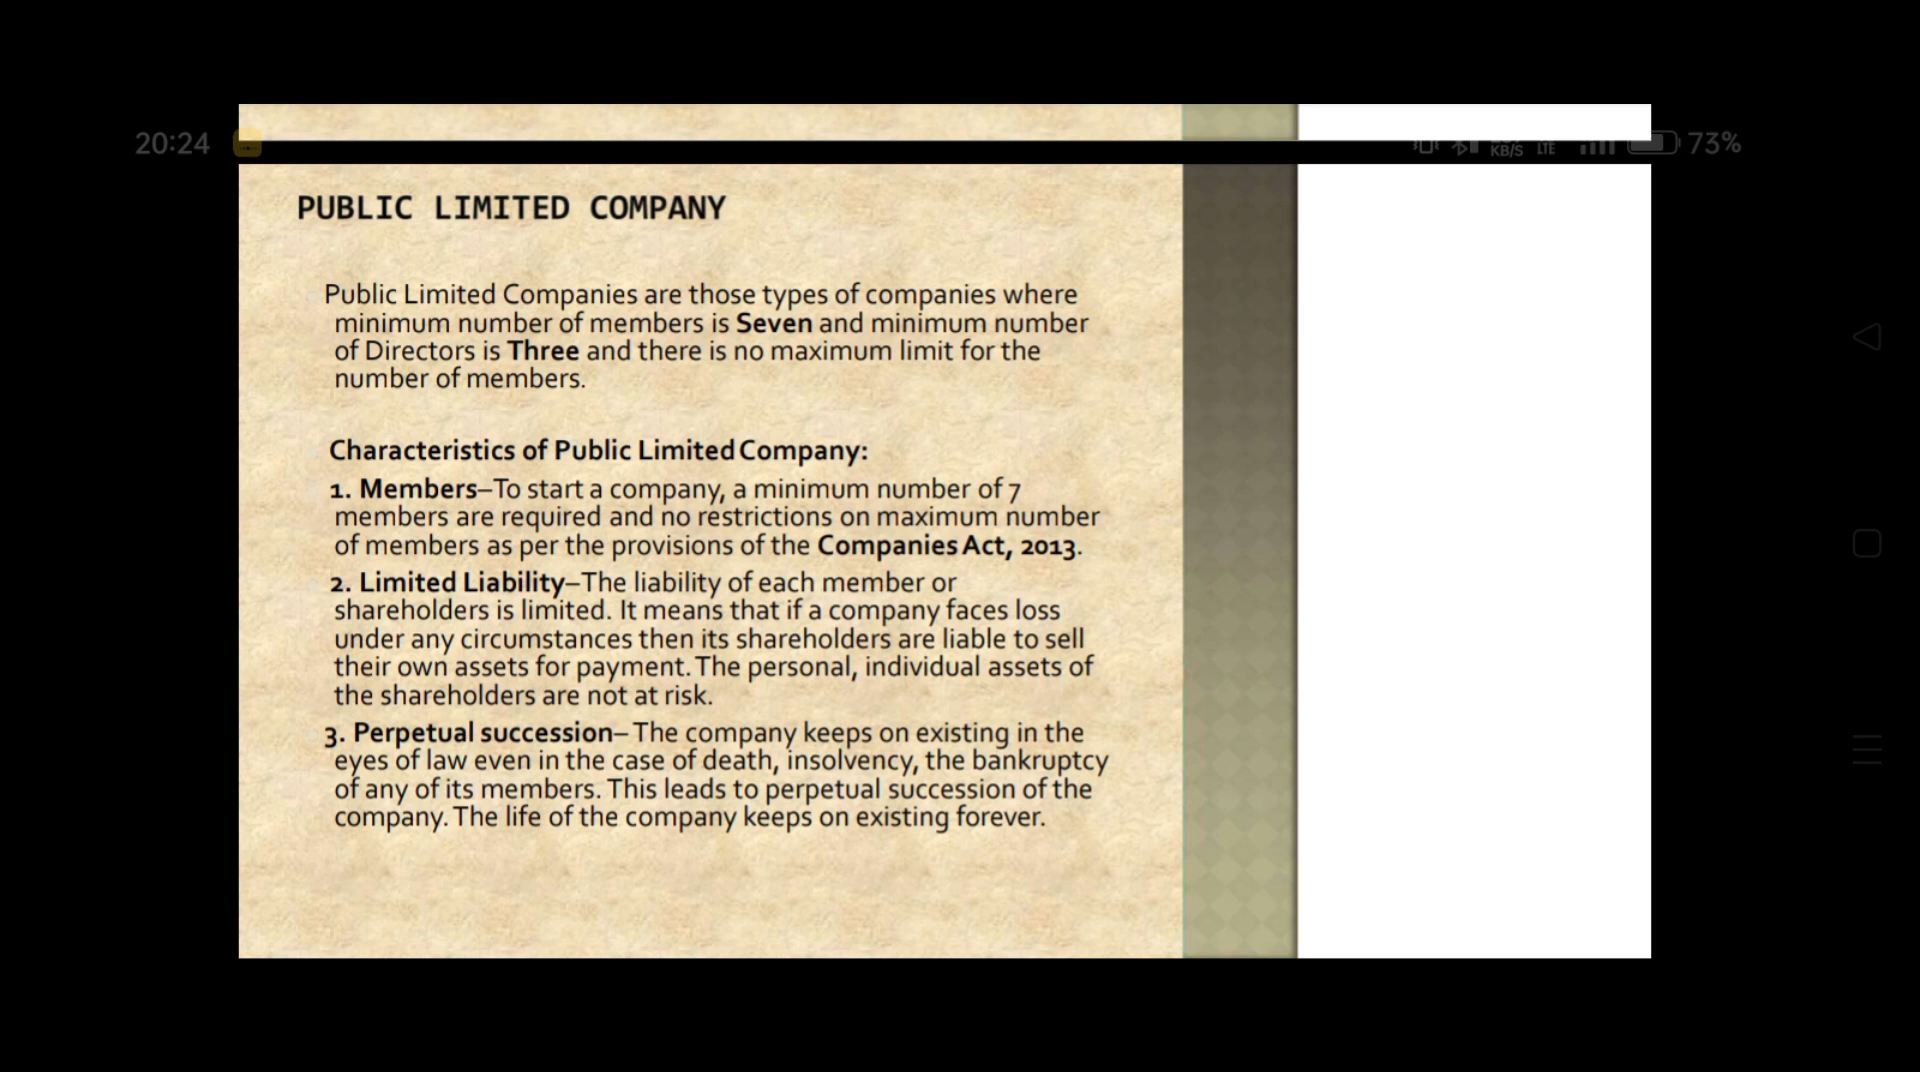 20:24
KB/S LTE 73%
PUBLIC LIMITED COMPANY
Public Limited Companies are those types of companies where
minimum number of members is Seven and minimum number
of Directors is Three and there is no maximum limit for the
number of members.
Characteristics of Public Limited Company:
1. Members–To start a company, a minimum number of 7
members are required and no restrictions on maximum number
of members as per the provisions of the Companies Act, 2013.
2. Limited Liability–The liability of each member or
shareholders is limited. It means that if a company faces loss
under any circumstances then its shareholders are liable to sell
their own assets for payment. The personal, individual assets of
the shareholders are not at risk.
3. Perpetual succession– The company keeps on existing in the
eyes of law even in the case of death, insolvency, the bankruptcy
of any of its members. This leads to perpetual succession of the
company. The life of the company keeps on existing forever.